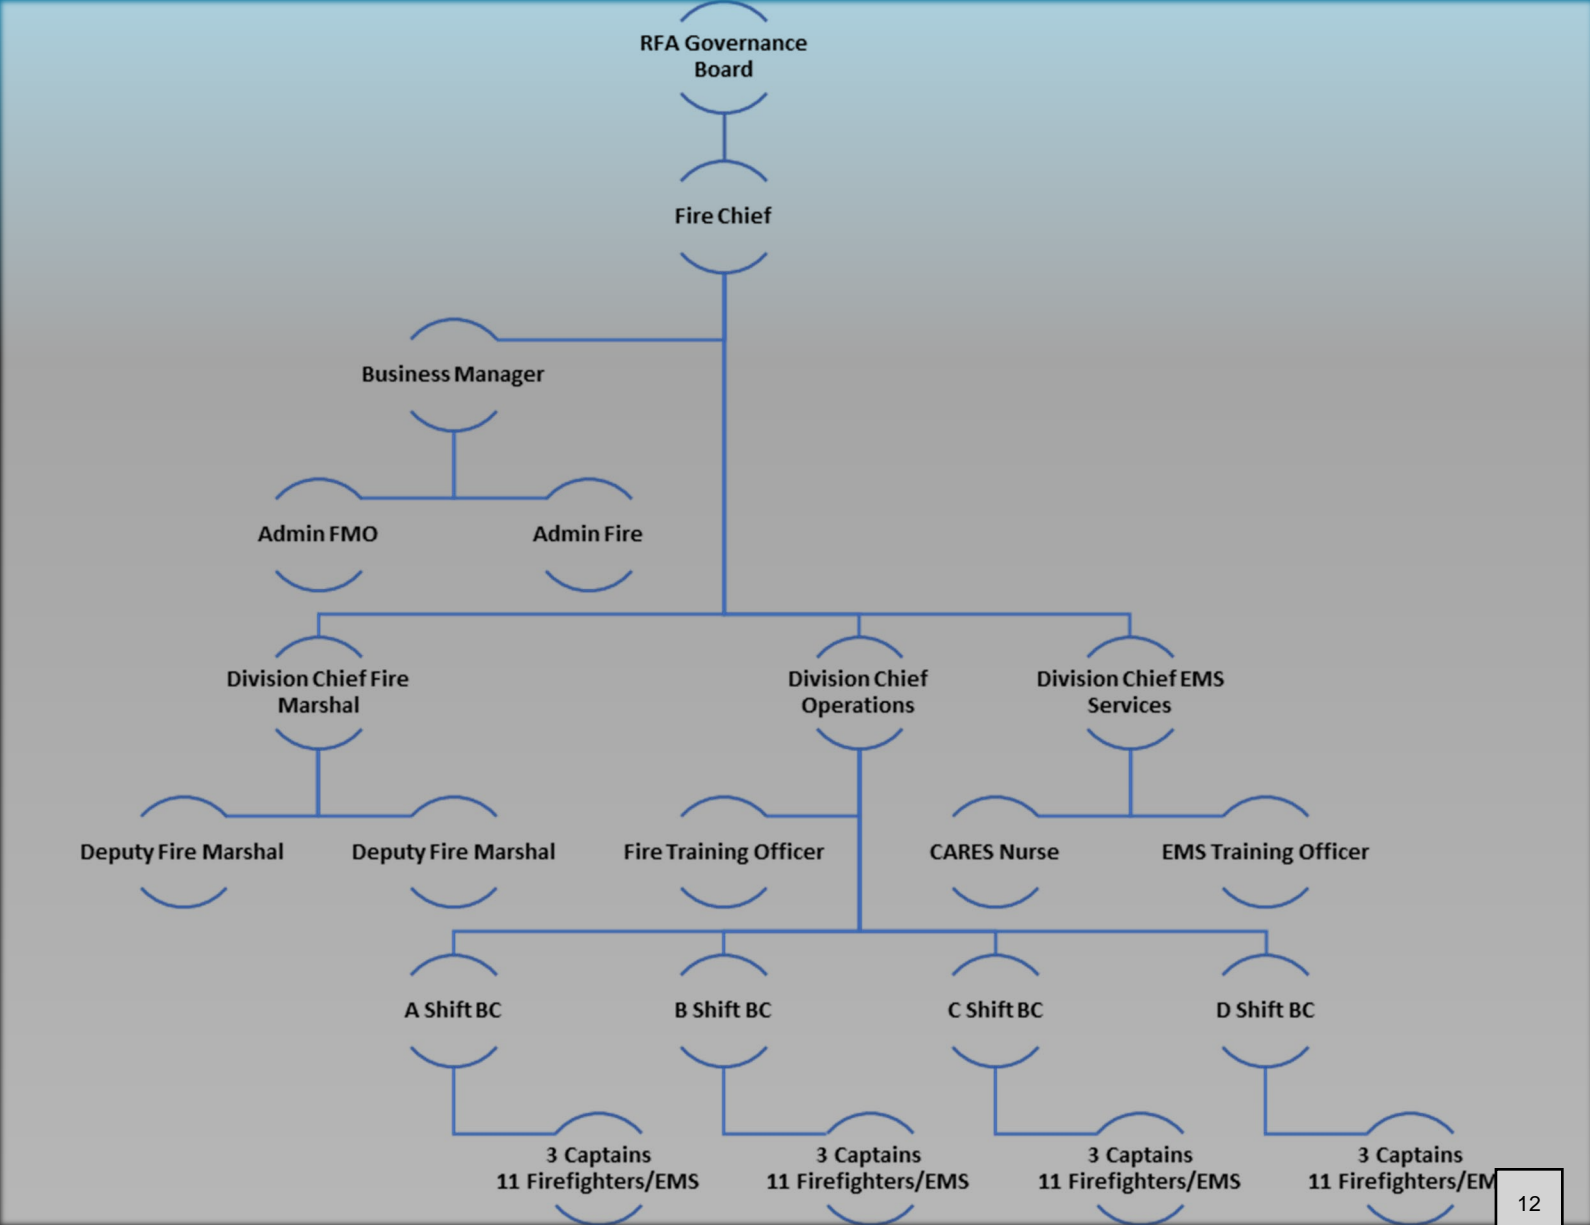 RFA Governance
Board
Fire Chief
Business Manager
Admin FMO
Admin Fire
Division Chief Fire
Marshal
Division Chief
Operations
Division Chief EMS
Services
Deputy Fire Marshal
Deputy Fire Marshal
Fire Training Officer
CARES Nurse
EMS Training Officer
A Shift BC
B Shift BC
C Shift BC
D Shift BC
3 Captains
11 Firefighters/EMS
3 Captains
11 Firefighters/EMS
3 Captains
11 Firefighters/EMS
3 Captains
11 Firefighters/EM
12